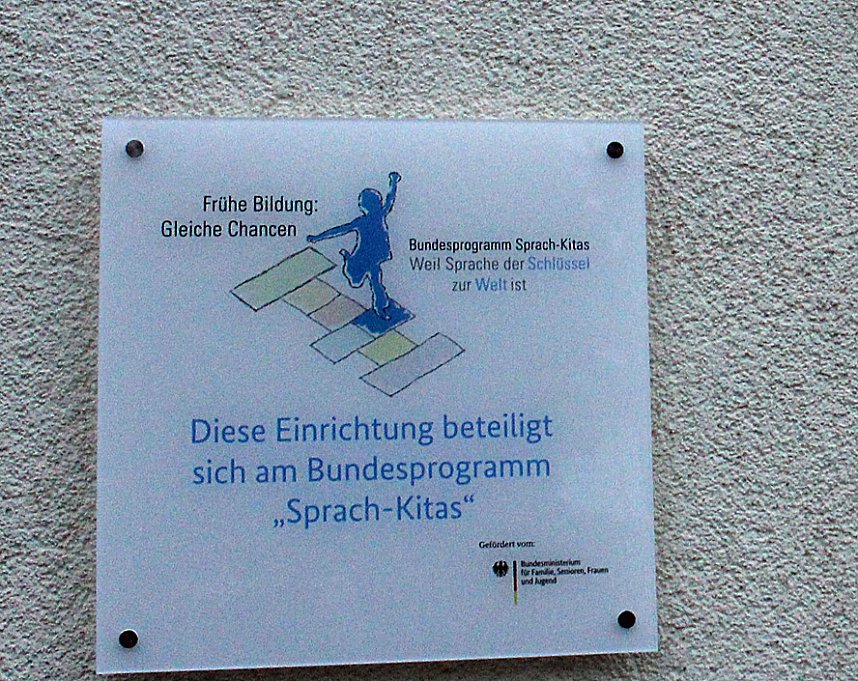 Frühe Bildung:
Gleiche Chancen
Bundesprogramm Sprach-Kitas
Weil Sprache der Schlüssel
zur Welt ist
Diese Einrichtung beteiligt
sich am Bundesprogramm
„Sprach-Kitas“
Gefördert vom:
Bundesministerium
für Familie, Senioren, Frauen
und Jugend